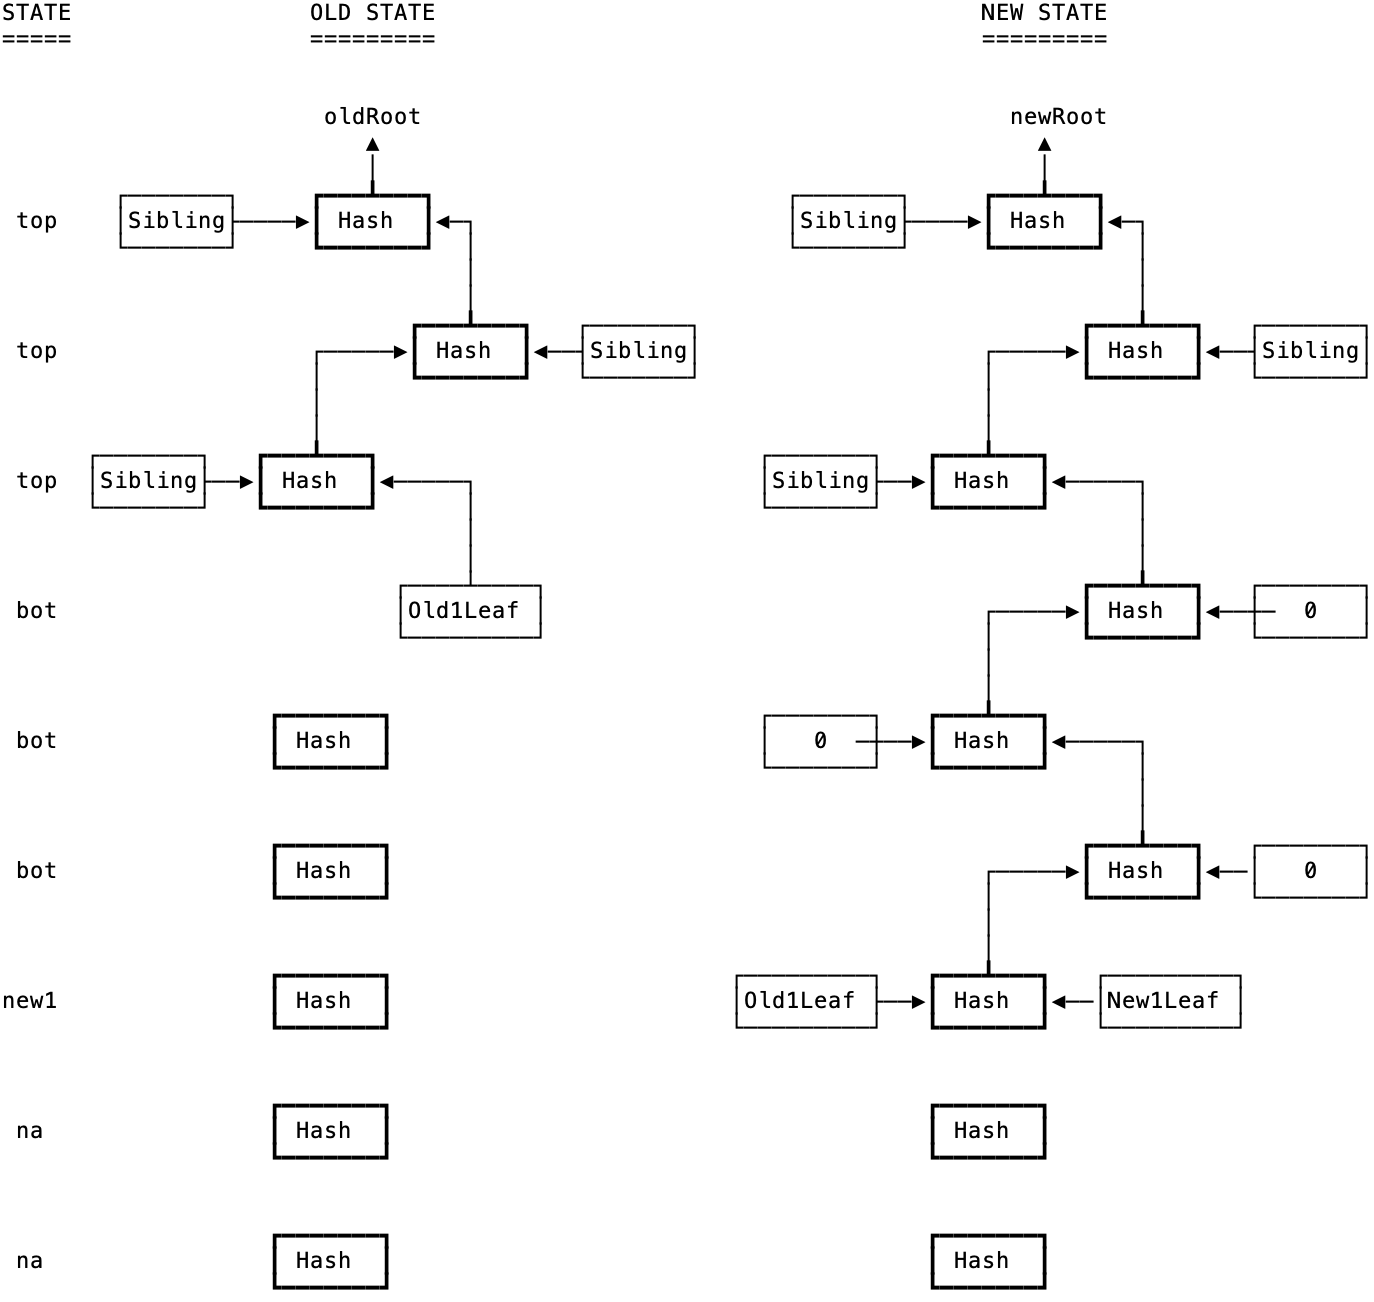 STATE OLD STATE NEW STATE
===== ========= =========
oldRoot newRoot
top Sibling Hash Sibling Hash
top Hash Sibling Hash Sibling
top Sibling Hash Sibling Hash
bot Old1Leaf Hash 0
bot Hash 0 Hash
bot Hash Hash 0
new1 Hash Old1Leaf Hash New1Leaf
na Hash Hash
na Hash Hash